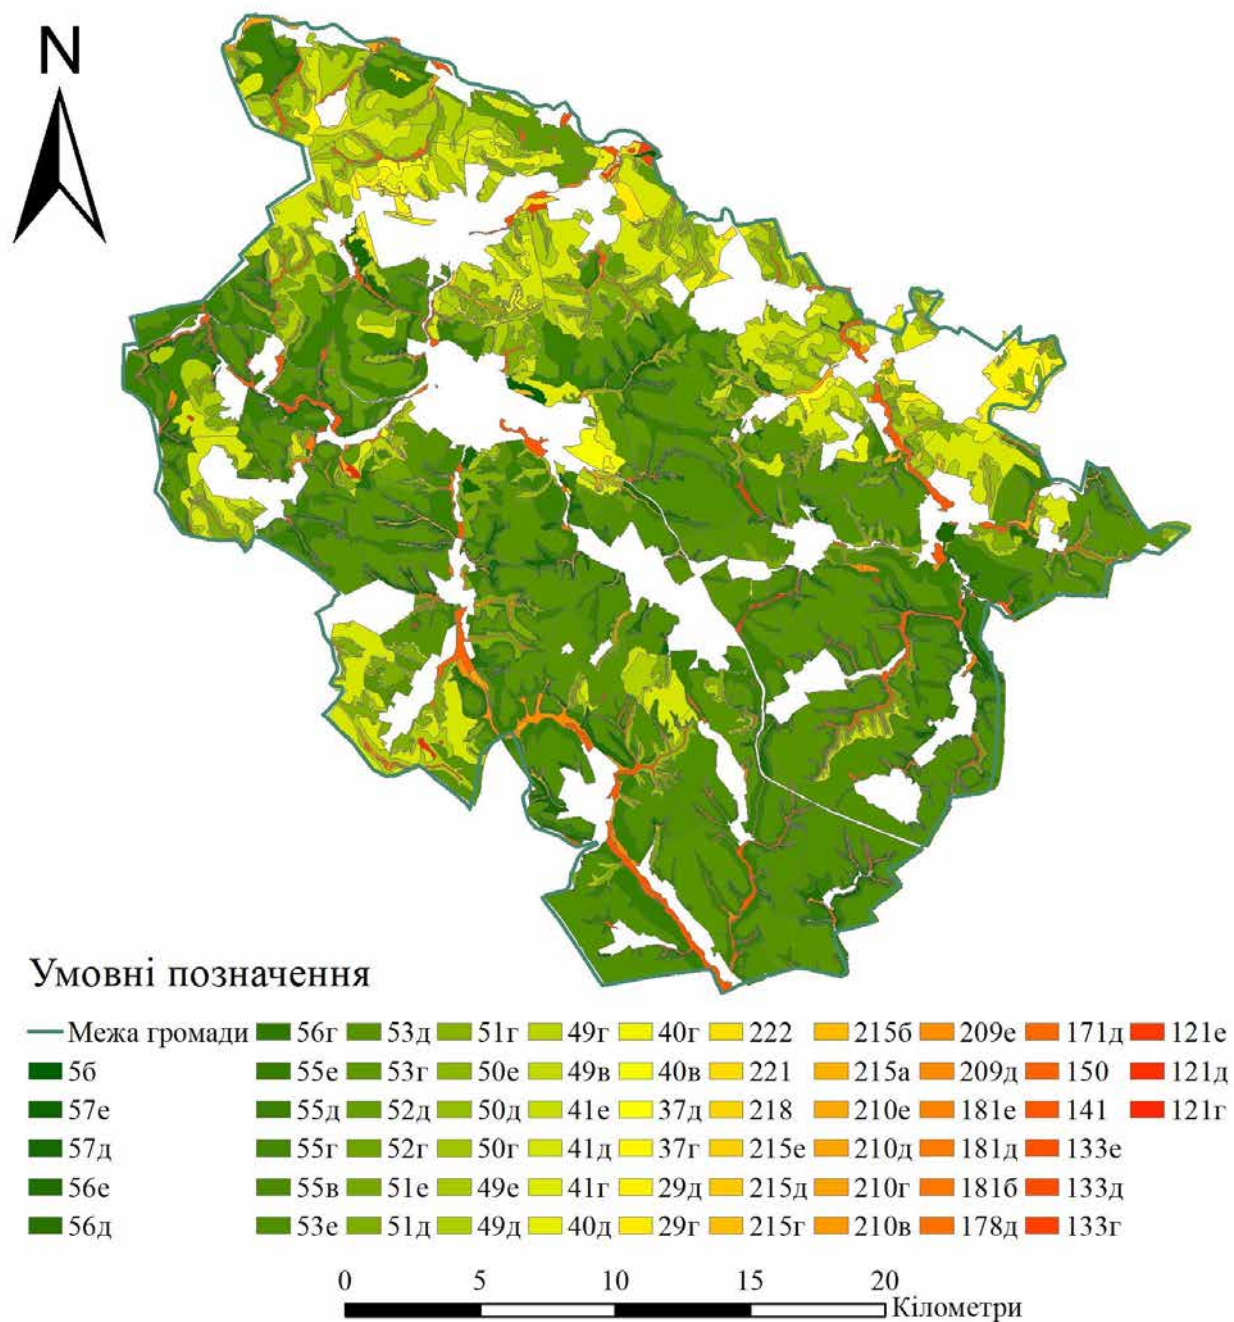 N
Умовні позначення
Межа громади 56г 53д 51г 49г 40г 222 215б 209е 171д 121е
5б 55е 53г 50е 49в 40в 221 215а 209д 150 121д
57е 55д 52д 50д 41е 37д 218 210е 181е 141 121г
57д 55г 52г 50г 41д 37г 215е 210д 181д 133е
56е 55в 51е 49е 41г 29д 215д 210г 181б 133д
56д 53е 51д 49д 40д 29г 215г 210в 178д 133г
0 5 10 15 20
Кілометри